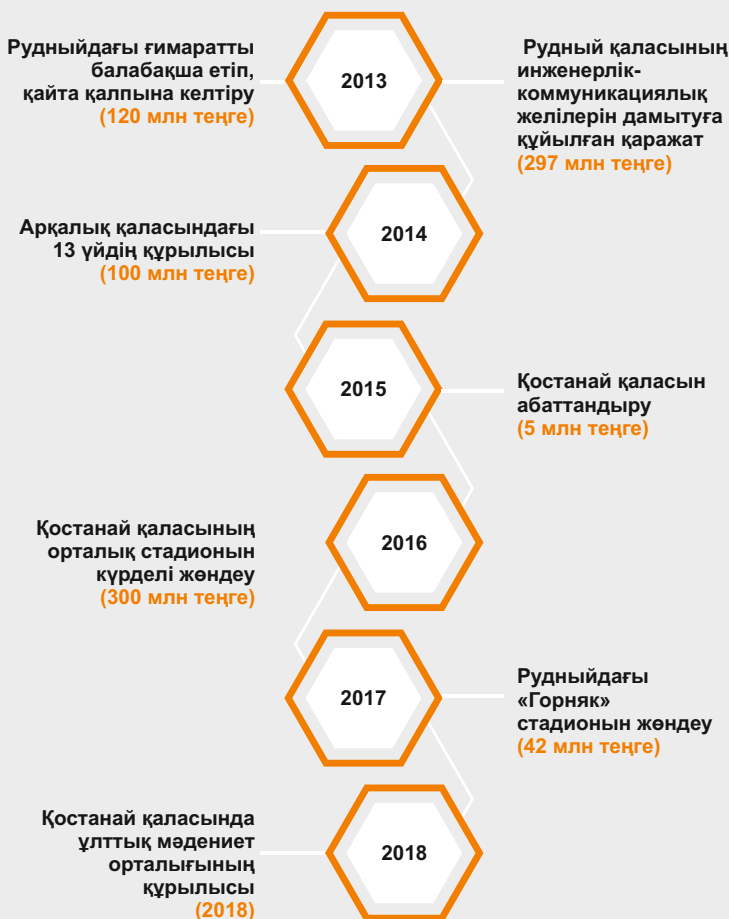 Рудныйдағы ғимаратты
балабақша етіп,
қайта қалпына келтіру
(120 млн теңге)
2013
Рудный қаласының
инженерлік-
коммуникациялық
желілерін дамытуға
құйылған қаражат
(297 млн теңге)
Арқалық қаласындағы
13 үйдің құрылысы
(100 млн теңге)
2014
2015
Қостанай қаласын
абаттандыру
(5 млн теңге)
Қостанай қаласының
орталық стадионын
күрделі жөндеу
(300 млн теңге)
2016
2017
Рудныйдағы
«Горняк»
стадионын жөндеу
(42 млн теңге)
Қостанай қаласында
ұлттық мәдениет
орталығының
құрылысы
(2018)
2018